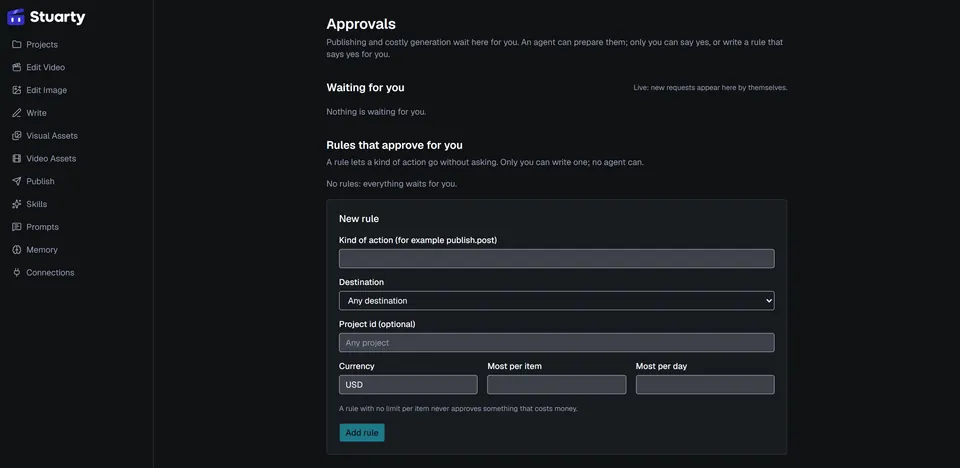 Stuarty
Projects
Edit Video
Edit Image
Write
Visual Assets
Video Assets
Publish
Skills
Prompts
Memory
Connections
Approvals
Publishing and costly generation wait here for you. An agent can prepare them; only you can say yes, or write a rule that
says yes for you.
Waiting for you
Live: new requests appear here by themselves.
Nothing is waiting for you.
Rules that approve for you
A rule lets a kind of action go without asking. Only you can write one; no agent can.
No rules: everything waits for you.
New rule
Kind of action (for example publish.post)
Destination
Any destination
Project id (optional)
Any project
Currency
Most per item
Most per day
USD
A rule with no limit per item never approves something that costs money.
Add rule